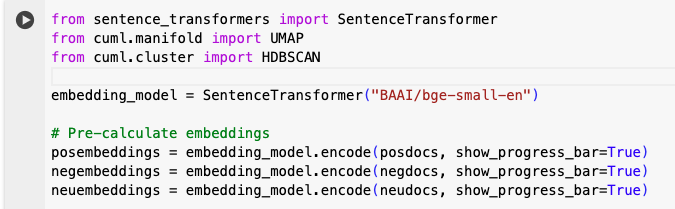 from sentence_transformers import SentenceTransformer
from cuml.manifold import UMAP
from cuml.cluster import HDBSCAN
embedding_model = SentenceTransformer("BAAI/bge-small-en")
# Pre-calculate embeddings
posembeddings = embedding_model.encode(posdocs, show_progress_bar=True)
negembeddings = embedding_model.encode(negdocs, show_progress_bar=True)
neuembeddings = embedding_model.encode(neudocs, show_progress_bar=True)